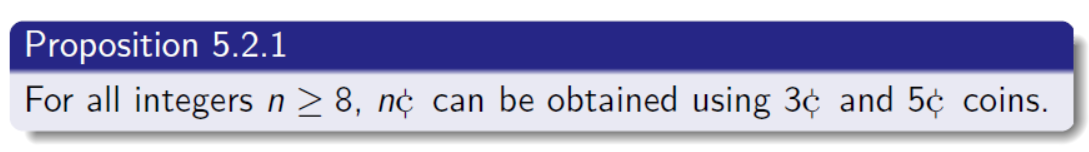 Proposition 5.2.1
For all integers n ≥ 8, n¢ can be obtained using 3¢ and 5¢ coins.